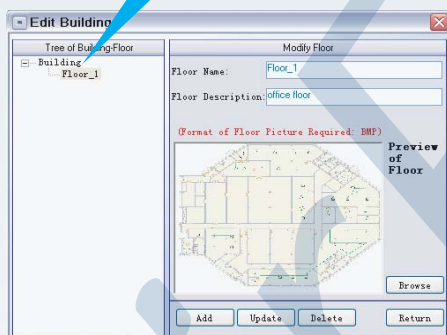 Edit Building
Tree of Building-Floor
Building
Floor_1
Modify Floor
Floor Name:
Floor_1
Floor Description:
office floor
(Format of Floor Picture Required: BMP)
Preview
of
Floor
Browse
Add
Update
Delete
Return